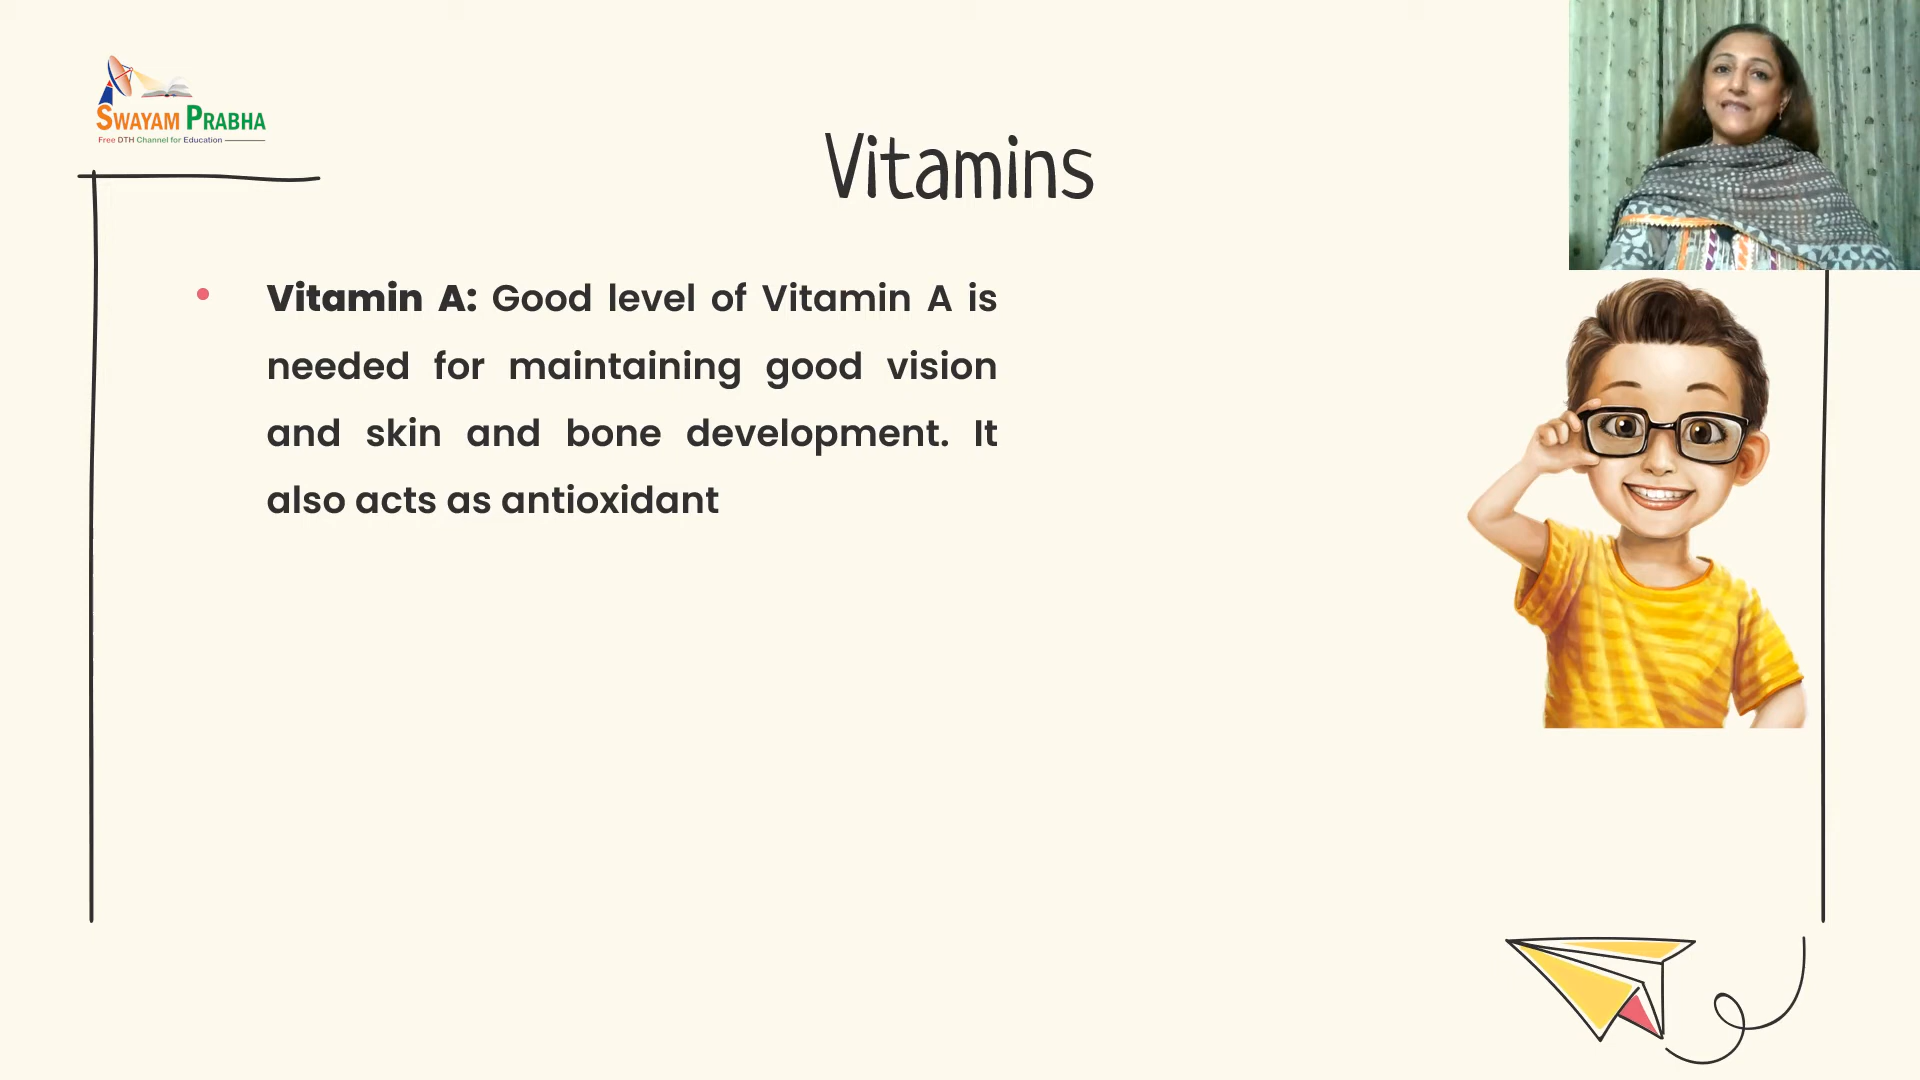 SWAYAM PRABHA
Free DTH Channel for Education
Vitamins
Vitamin A: Good level of Vitamin A is
needed for maintaining good vision
and skin and bone development. It
also acts as antioxidant